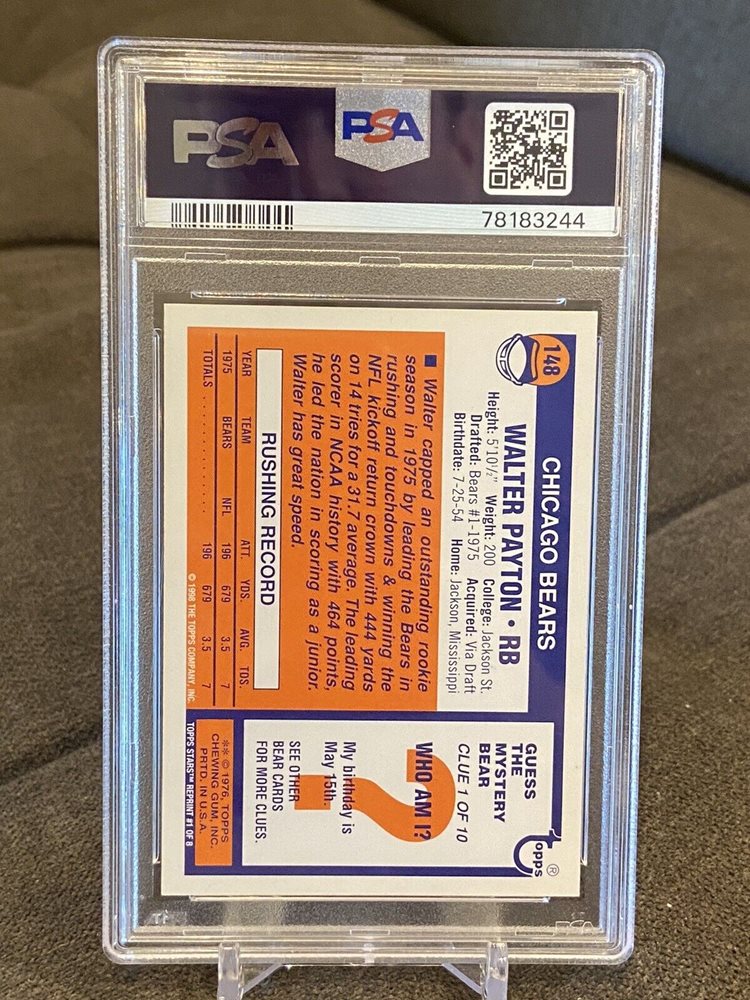 PSA
PSA
78183244
148
CHICAGO BEARS
WALTER PAYTON • RB
Height: 5'10½" Weight: 200 College: Jackson St.
Drafted: Bears #1-1975 Acquired: Via Draft
Birthdate: 7-25-54 Home: Jackson, Mississippi
■ Walter capped an outstanding rookie
season in 1975 by leading the Bears in
rushing and touchdowns & winning the
NFL kickoff return crown with 444 yards
on 14 tries for a 31.7 average. The leading
scorer in NCAA history with 464 points,
he led the nation in scoring as a junior.
Walter has great speed.
RUSHING RECORD
YEAR TEAM ATT. YDS. AVG. TDS.
1975 BEARS NFL 196 679 3.5 7
TOTALS . . . . . . . . . . . 196 679 3.5 7
© 1998 THE TOPPS COMPANY, INC.
topps ®
GUESS
THE
MYSTERY
BEAR
CLUE 1 OF 10
WHO AM I?
?
My birthday is
May 15th.
SEE OTHER
BEAR CARDS
FOR MORE CLUES.
** © 1976, TOPPS
CHEWING GUM, INC.
PRTD. IN U.S.A.
TOPPS STARS™ REPRINT #1 OF 8
PSA